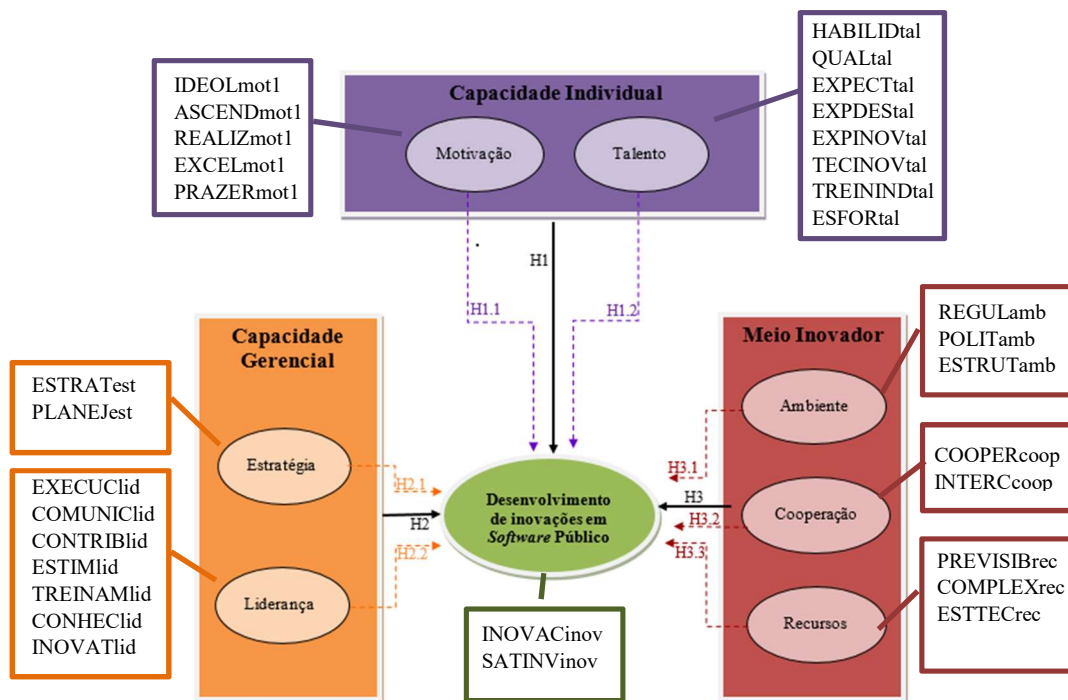 IDEOLmot1
ASCENDmot1
REALIZmot1
EXCELmot1
PRAZERmot1
Capacidade Individual
Motivação
Talento
HABILIDtal
QUALtal
EXPECTtal
EXPDEStal
EXPINOVtal
TECINOVtal
TREININDtal
ESFORtal
H1
H1.1
H1.2
Capacidade
Gerencial
ESTRATest
PLANEJest
Estratégia
EXECUClid
COMUNIClid
CONTRIBlid
ESTIMlid
TREINAMlid
CONHEClid
INOVATlid
Liderança
H2.1
H2
H2.2
Desenvolvimento
de inovações em
Software Público
INOVACinov
SATINVinov
Meio Inovador
Ambiente
REGULamb
POLITamb
ESTRUTamb
H3.1
H3
H3.2
H3.3
Cooperação
COOPERcoop
INTERCcoop
Recursos
PREVISIBrec
COMPLEXrec
ESTTECrec